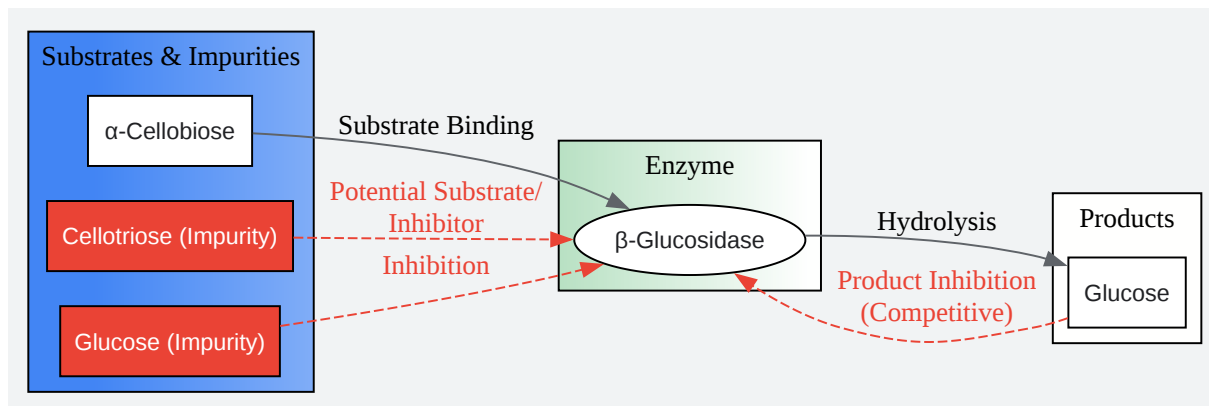 Substrates & Impurities
α-Cellobiose
Cellotriose (Impurity)
Glucose (Impurity)
Substrate Binding
Potential Substrate/
Inhibitor
Inhibition
Enzyme
β-Glucosidase
Hydrolysis
Product Inhibition
(Competitive)
Products
Glucose